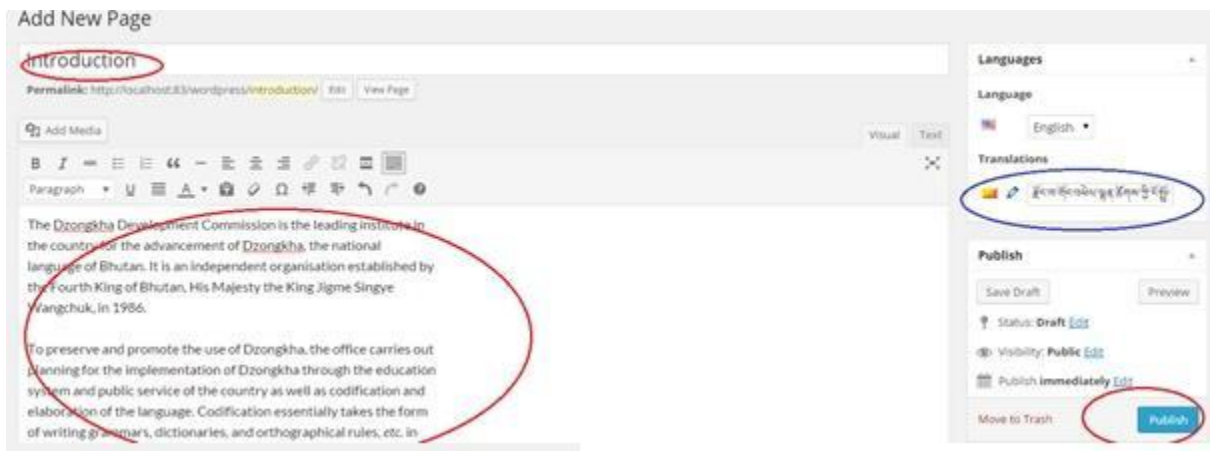 Add New Page
Introduction
Permalink: http://localhost:83/wordpress/introduction/ Edit View Page
Add Media
Visual Text
B I
Paragraph U A Ω
The Dzongkha Development Commission is the leading institute in
the country for the advancement of Dzongkha, the national
language of Bhutan. It is an independent organisation established by
the Fourth King of Bhutan, His Majesty the King Jigme Singye
Wangchuk, in 1986.
To preserve and promote the use of Dzongkha, the office carries out
planning for the implementation of Dzongkha through the education
system and public service of the country as well as codification and
elaboration of the language. Codification essentially takes the form
of writing grammars, dictionaries, and orthographical rules, etc. in
Languages
Language
English
Translations
Publish
Save Draft Preview
Status: Draft Edit
Visibility: Public Edit
Publish immediately Edit
Move to Trash Publish